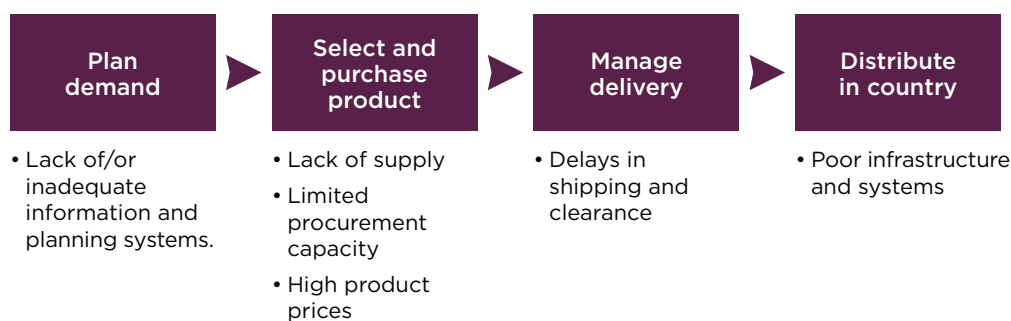 Plan
demand
Select and
purchase
product
Manage
delivery
Distribute
in country
• Lack of/or
inadequate
information and
planning systems.
• Lack of supply
• Limited
procurement
capacity
• High product
prices
• Delays in
shipping and
clearance
• Poor infrastructure
and systems